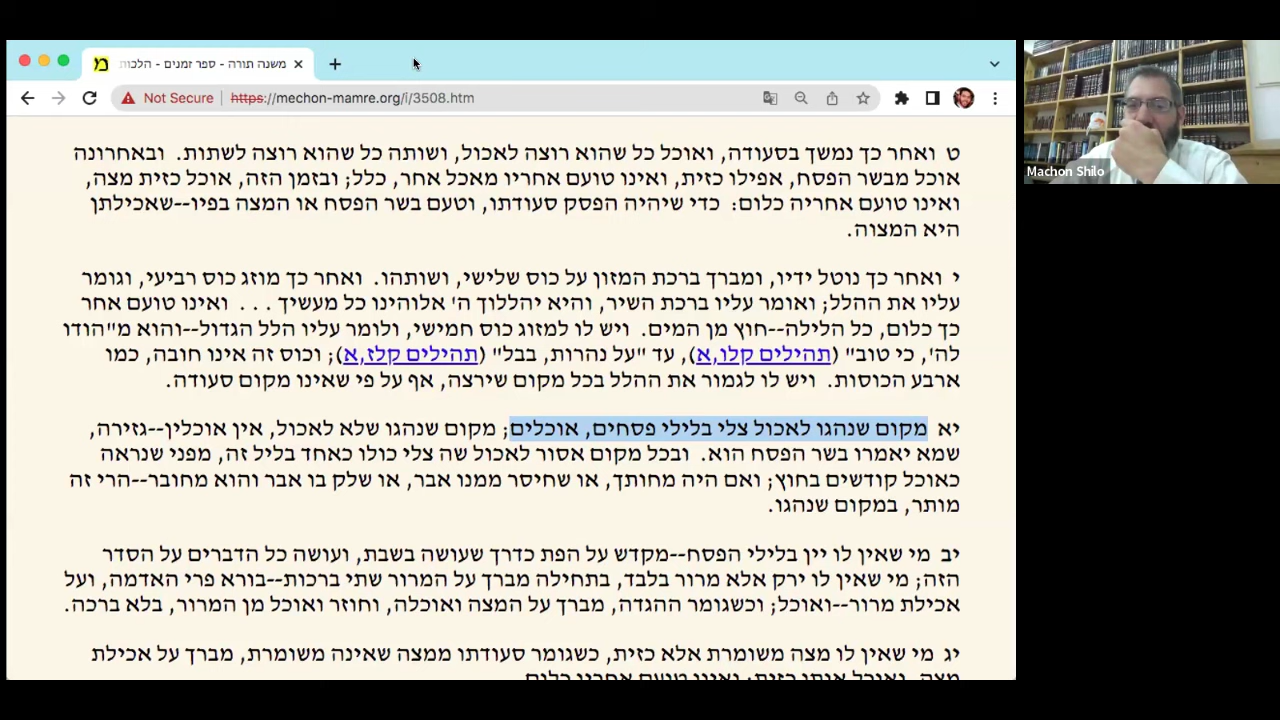 משנה תורה - ספר זמנים - הלכות
Not Secure
https://mechon-mamre.org/i/3508.htm
Machon Shilo
ט ואחר כך נמשך בסעודה, ואוכל כל שהוא רוצה לאכול, ושותה כל שהוא רוצה לשתות. ובאחרונה
אוכל מבשר הפסח, אפילו כזית, ואינו טועם אחריו מאכל אחר, כלל; ובזמן הזה, אוכל כזית מצה,
ואינו טועם אחריה כלום: כדי שיהיה הפסק סעודתו, וטעם בשר הפסח או המצה בפיו--שאכילתן
היא המצוה.
י ואחר כך נוטל ידיו, ומברך ברכת המזון על כוס שלישי, ושותהו. ואחר כך מוזג כוס רביעי, וגומר
עליו את ההלל; ואומר עליו ברכת השיר, והיא יהללוך ה' אלוהינו כל מעשיך . . . ואינו טועם אחר
כך כלום, כל הלילה--חוץ מן המים. ויש לו למזוג כוס חמישי, ולומר עליו הלל הגדול--והוא מ"הודו
לה', כי טוב" (תהילים קלו,א), עד "על נהרות, בבל" (תהילים קלז,א); וכוס זה אינו חובה, כמו
ארבע הכוסות. ויש לו לגמור את ההלל בכל מקום שירצה, אף על פי שאינו מקום סעודה.
יא מקום שנהגו לאכול צלי בלילי פסחים, אוכלים; מקום שנהגו שלא לאכול, אין אוכלין--גזירה,
שמא יאמרו בשר הפסח הוא. ובכל מקום אסור לאכול שה צלי כולו כאחד בליל זה, מפני שנראה
כאוכל קודשים בחוץ; ואם היה מחותך, או שחיסר ממנו אבר, או שלק בו אבר והוא מחובר--הרי זה
מותר, במקום שנהגו.
יב מי שאין לו יין בלילי הפסח--מקדש על הפת כדרך שעושה בשבת, ועושה כל הדברים על הסדר
הזה; מי שאין לו ירק אלא מרור בלבד, בתחילה מברך על המרור שתי ברכות--בורא פרי האדמה, ועל
אכילת מרור--ואוכל; וכשגומר ההגדה, מברך על המצה ואוכלה, וחוזר ואוכל מן המרור, בלא ברכה.
יג מי שאין לו מצה משומרת אלא כזית, כשגומר סעודתו ממצה שאינה משומרת, מברך על אכילת
מצה, ואוכל אותו כזית; ואינו טועם אחריו כלום.